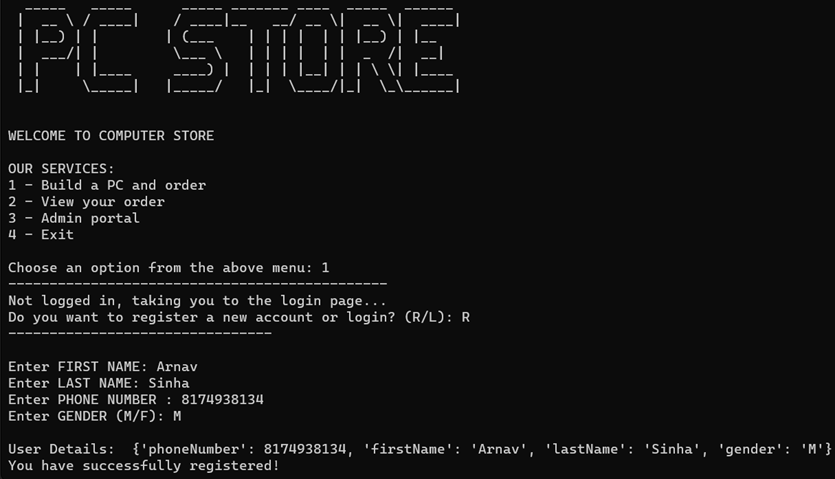 PC STORE
WELCOME TO COMPUTER STORE
OUR SERVICES:
1 - Build a PC and order
2 - View your order
3 - Admin portal
4 - Exit
Choose an option from the above menu: 1
----------------------------------------------
Not logged in, taking you to the login page...
Do you want to register a new account or login? (R/L): R
--------------------------------
Enter FIRST NAME: Arnav
Enter LAST NAME: Sinha
Enter PHONE NUMBER : 8174938134
Enter GENDER (M/F): M
User Details:  {'phoneNumber': 8174938134, 'firstName': 'Arnav', 'lastName': 'Sinha', 'gender': 'M'}
You have successfully registered!